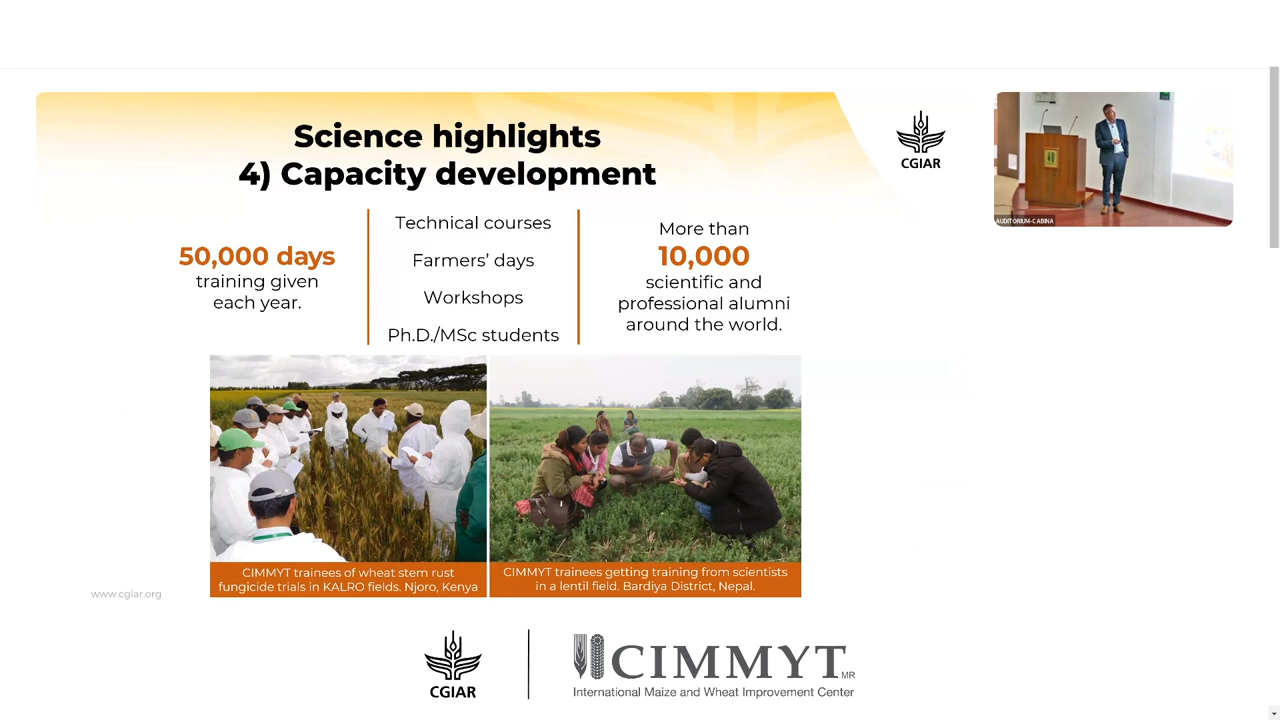 Science highlights
4) Capacity development
CGIAR
AUDITORIUM-CABINA
50,000 days
training given
each year.
Technical courses
Farmers’ days
Workshops
Ph.D./MSc students
More than
10,000
scientific and
professional alumni
around the world.
CIMMYT trainees of wheat stem rust
fungicide trials in KALRO fields. Njoro, Kenya
CIMMYT trainees getting training from scientists
in a lentil field. Bardiya District, Nepal.
www.cgiar.org
CGIAR
CIMMYT MR
International Maize and Wheat Improvement Center